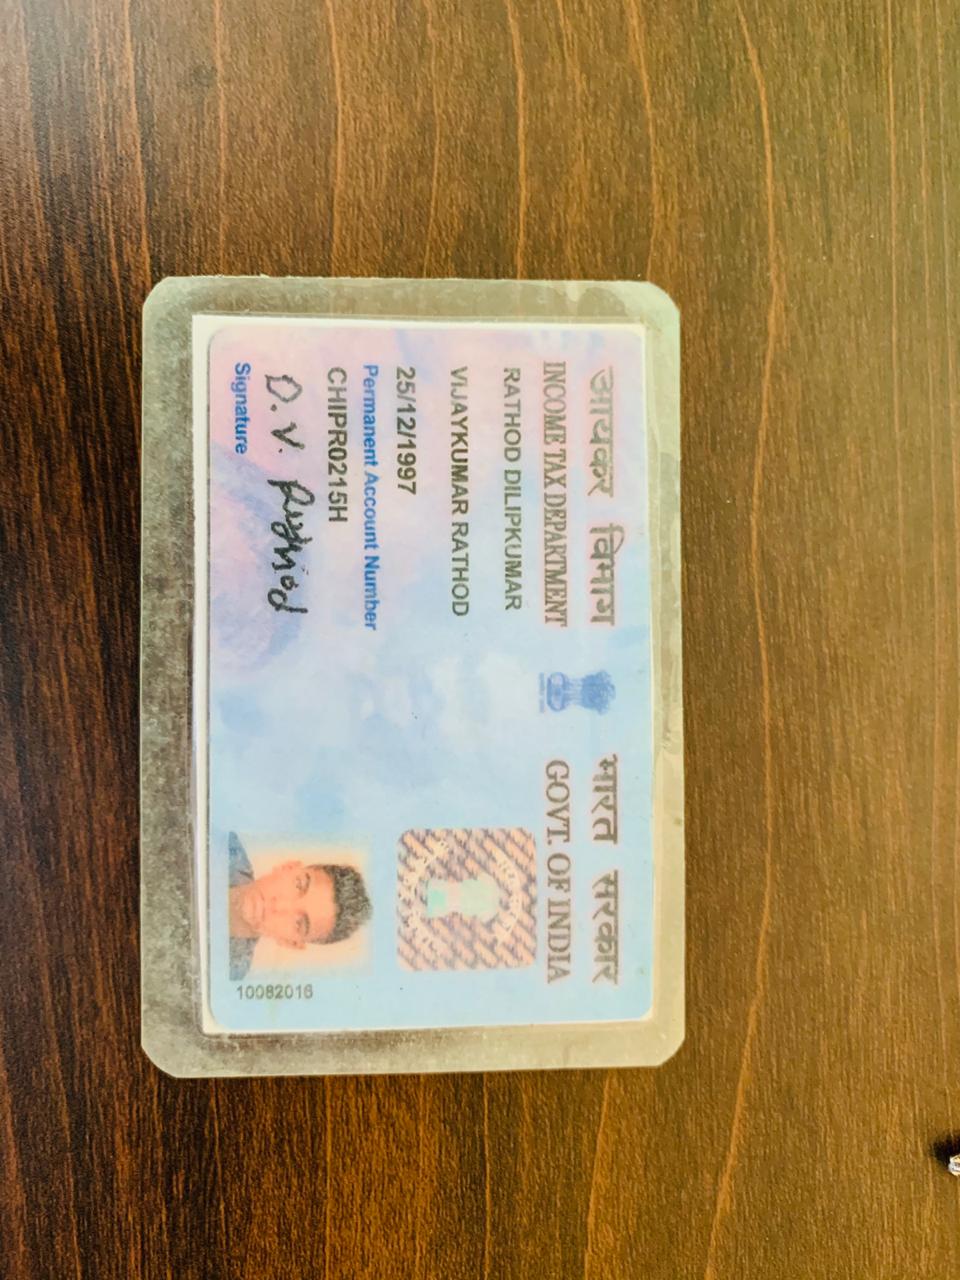 आयकर विभाग भारत सरकार
INCOME TAX DEPARTMENT GOVT. OF INDIA
RATHOD DILIPKUMAR
VIJAYKUMAR RATHOD
25/12/1997
Permanent Account Number
CHIPR0215H
D.V. Rathod
Signature
10082016